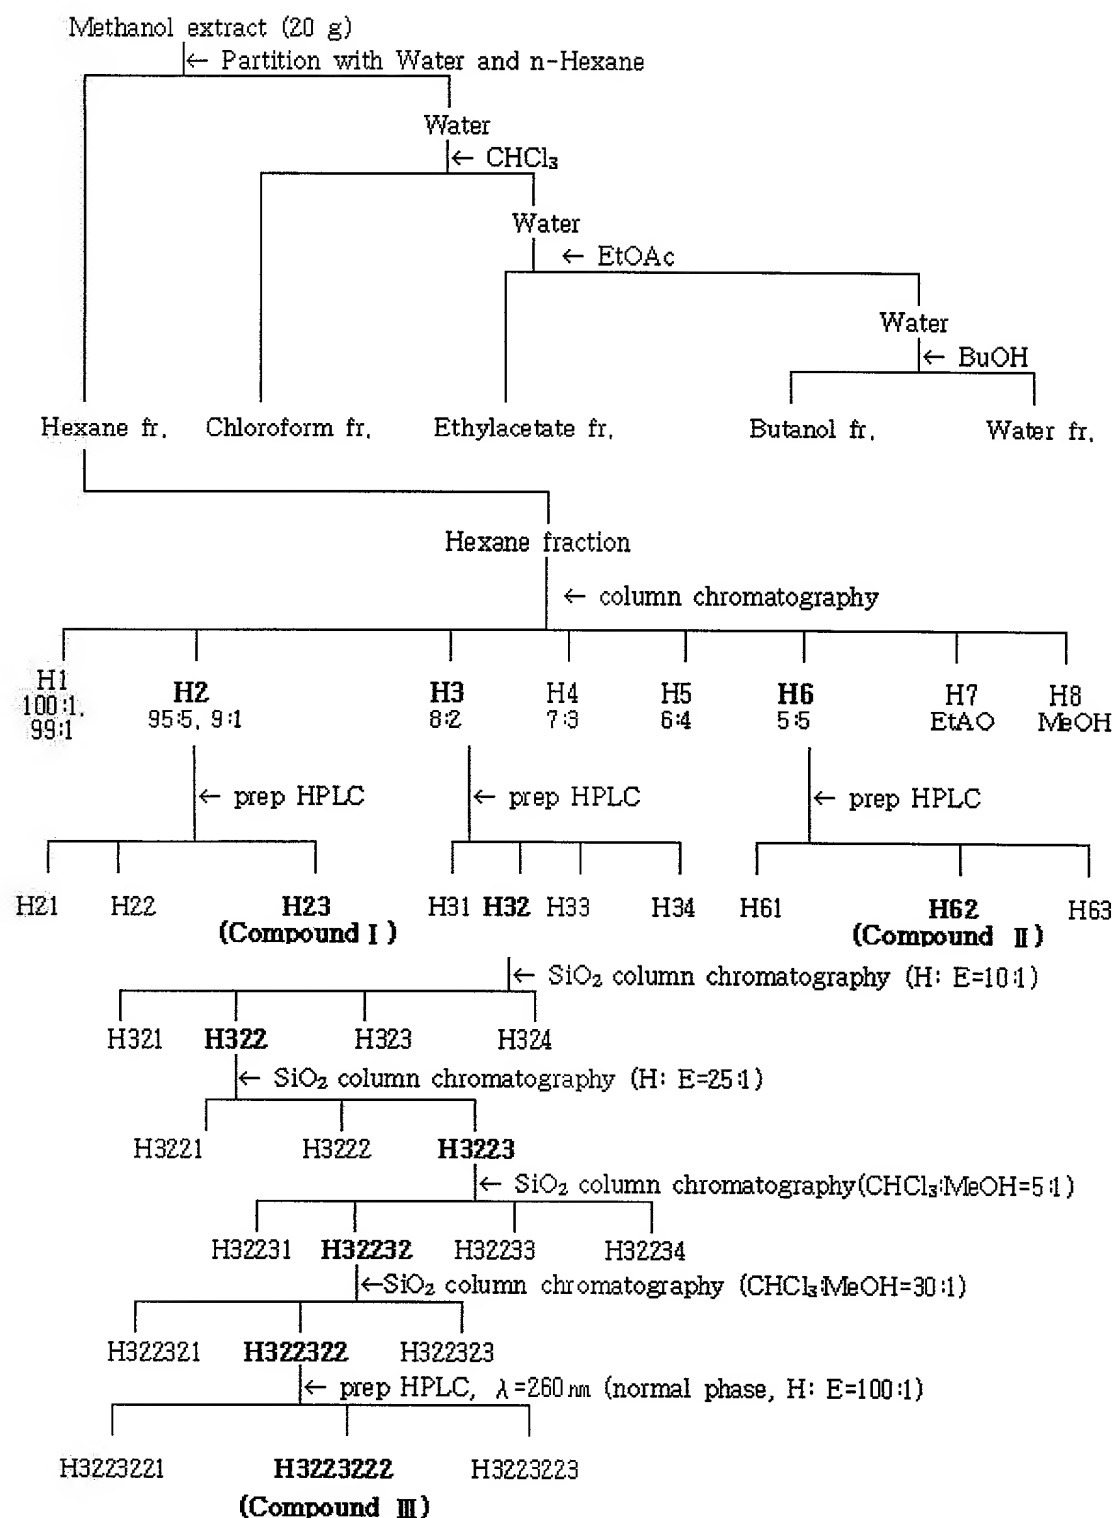 Methanol extract (20 g)
← Partition with Water and n-Hexane
Water
← CHCl₃
Water
← EtOAc
Water
← BuOH
Hexane fr. Chloroform fr. Ethylacetate fr. Butanol fr. Water fr.
Hexane fraction
← column chromatography
H1 H2 H3 H4 H5 H6 H7 H8
100:1, 95:5, 9:1 8:2 7:3 6:4 5:5 EtAO MeOH
99:1
← prep HPLC ← prep HPLC ← prep HPLC
H21 H22 H23 H31 H32 H33 H34 H61 H62 H63
(Compound Ⅰ) (Compound Ⅱ)
← SiO₂ column chromatography (H: E=10:1)
H321 H322 H323 H324
← SiO₂ column chromatography (H: E=25:1)
H3221 H3222 H3223
← SiO₂ column chromatography(CHCl₃:MeOH=5:1)
H32231 H32232 H32233 H32234
←SiO₂ column chromatography (CHCl₃:MeOH=30:1)
H322321 H322322 H322323
← prep HPLC, λ=260㎚ (normal phase, H: E=100:1)
H3223221 H3223222 H3223223
(Compound Ⅲ)